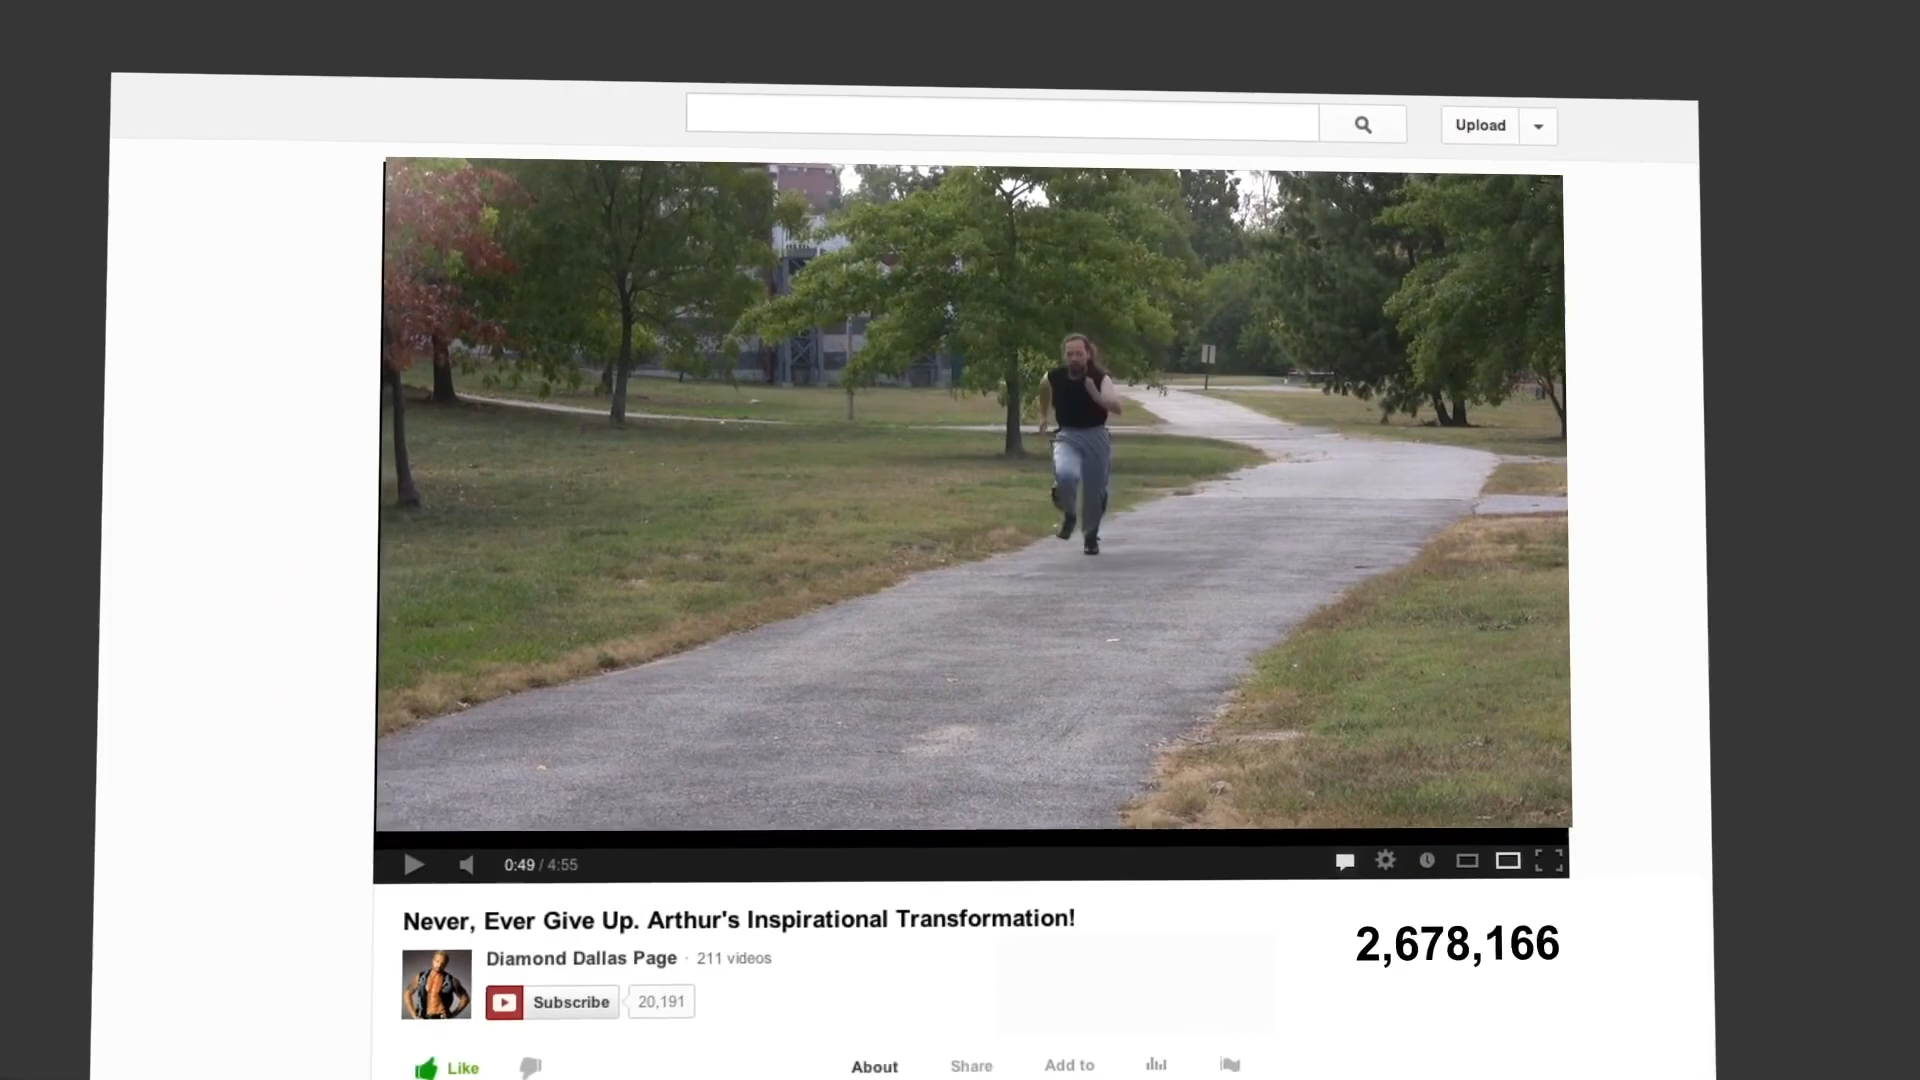 Upload
0:49 / 4:55
Never, Ever Give Up. Arthur's Inspirational Transformation!
2,678,166
Diamond Dallas Page · 211 videos
Subscribe 20,191
Like
About Share Add to